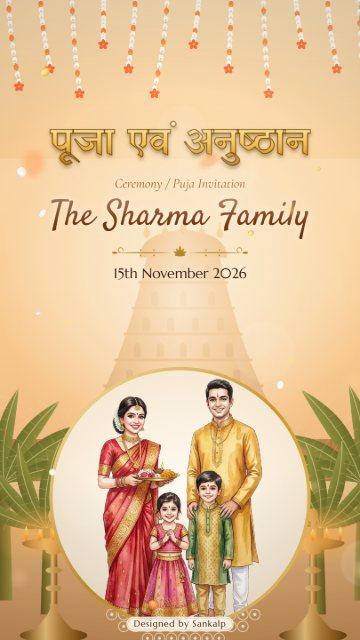 पूजा एवं अनुष्ठान
Ceremony / Puja Invitation
The Sharma Family
15th November 2026
Designed by Sankalp